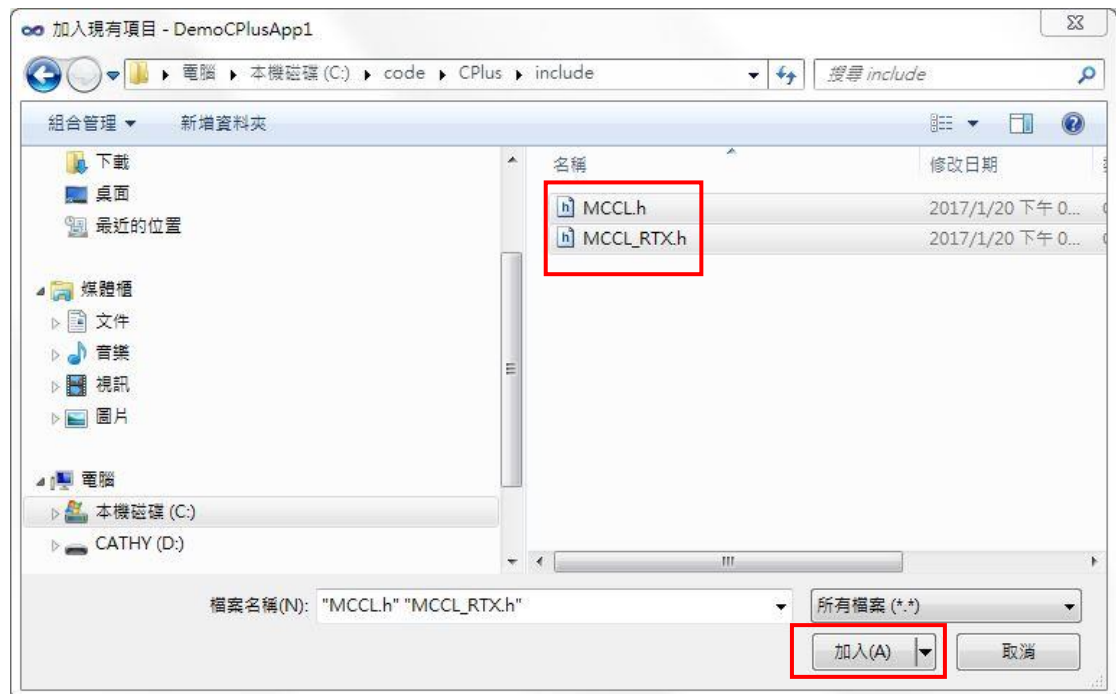 加入現有項目 - DemoCPlusApp1
電腦 本機磁碟 (C:) code CPlus include
搜尋 include
組合管理 新增資料夾
下載
桌面
最近的位置
媒體櫃
文件
音樂
視訊
圖片
電腦
本機磁碟 (C:)
CATHY (D:)
名稱 修改日期
MCCL.h 2017/1/20 下午 0...
MCCL_RTX.h 2017/1/20 下午 0...
檔案名稱(N): "MCCL.h" "MCCL_RTX.h" 所有檔案 (*.*)
加入(A) 取消